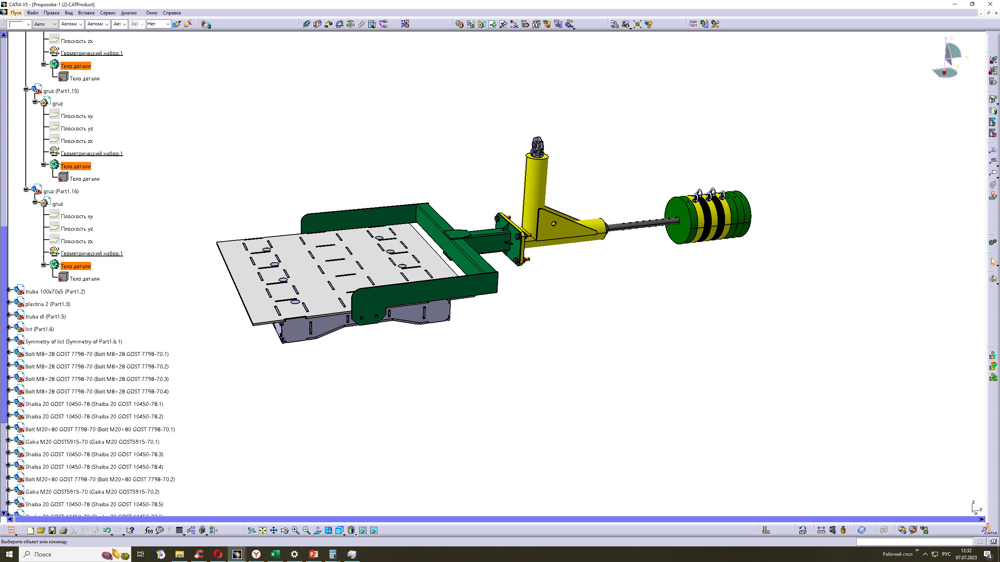 CATIA V5 - [Prisposoba-1 (2).CATProduct]
Пуск Файл Правка Вид Вставка Сервис Анализ Окно Справка
Авто Автома Автома Авт Авт Нет
IGA
ГОСТ
АВТО
Плоскость zx
Геометрический набор.1
Тело детали
Тело детали
gruz (Part1.15)
gruz
Плоскость xy
Плоскость yz
Плоскость zx
Геометрический набор.1
Тело детали
Тело детали
gruz (Part1.16)
gruz
Плоскость xy
Плоскость yz
Плоскость zx
Геометрический набор.1
Тело детали
Тело детали
truba 100x70x5 (Part1.2)
plastina 2 (Part1.3)
truba dl (Part1.5)
list (Part1.6)
Symmetry of list (Symmetry of Part1.6.1)
Bolt M8×28 GOST 7798-70 (Bolt M8×28 GOST 7798-70.1)
Bolt M8×28 GOST 7798-70 (Bolt M8×28 GOST 7798-70.2)
Bolt M8×28 GOST 7798-70 (Bolt M8×28 GOST 7798-70.3)
Bolt M8×28 GOST 7798-70 (Bolt M8×28 GOST 7798-70.4)
Shaiba 20 GOST 10450-78 (Shaiba 20 GOST 10450-78.1)
Shaiba 20 GOST 10450-78 (Shaiba 20 GOST 10450-78.2)
Bolt M20×80 GOST 7798-70 (Bolt M20×80 GOST 7798-70.1)
Gaika M20 GOST5915-70 (Gaika M20 GOST5915-70.1)
Shaiba 20 GOST 10450-78 (Shaiba 20 GOST 10450-78.3)
Shaiba 20 GOST 10450-78 (Shaiba 20 GOST 10450-78.4)
Bolt M20×80 GOST 7798-70 (Bolt M20×80 GOST 7798-70.2)
Gaika M20 GOST5915-70 (Gaika M20 GOST5915-70.2)
Shaiba 20 GOST 10450-78 (Shaiba 20 GOST 10450-78.5)
z
y
x
ABC
z
y
x
f(x)
CATIA
Выберите объект или команду
Поиск
Рабочий стол
РУС
12:32
07.07.2023
4